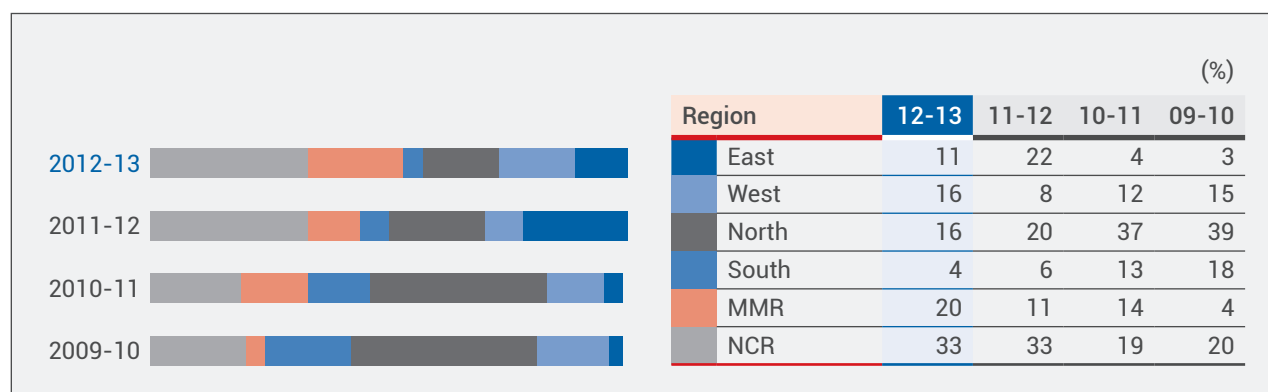 2012-13
2011-12
2010-11
2009-10
(%)
Region 12-13 11-12 10-11 09-10
East 11 22 4 3
West 16 8 12 15
North 16 20 37 39
South 4 6 13 18
MMR 20 11 14 4
NCR 33 33 19 20